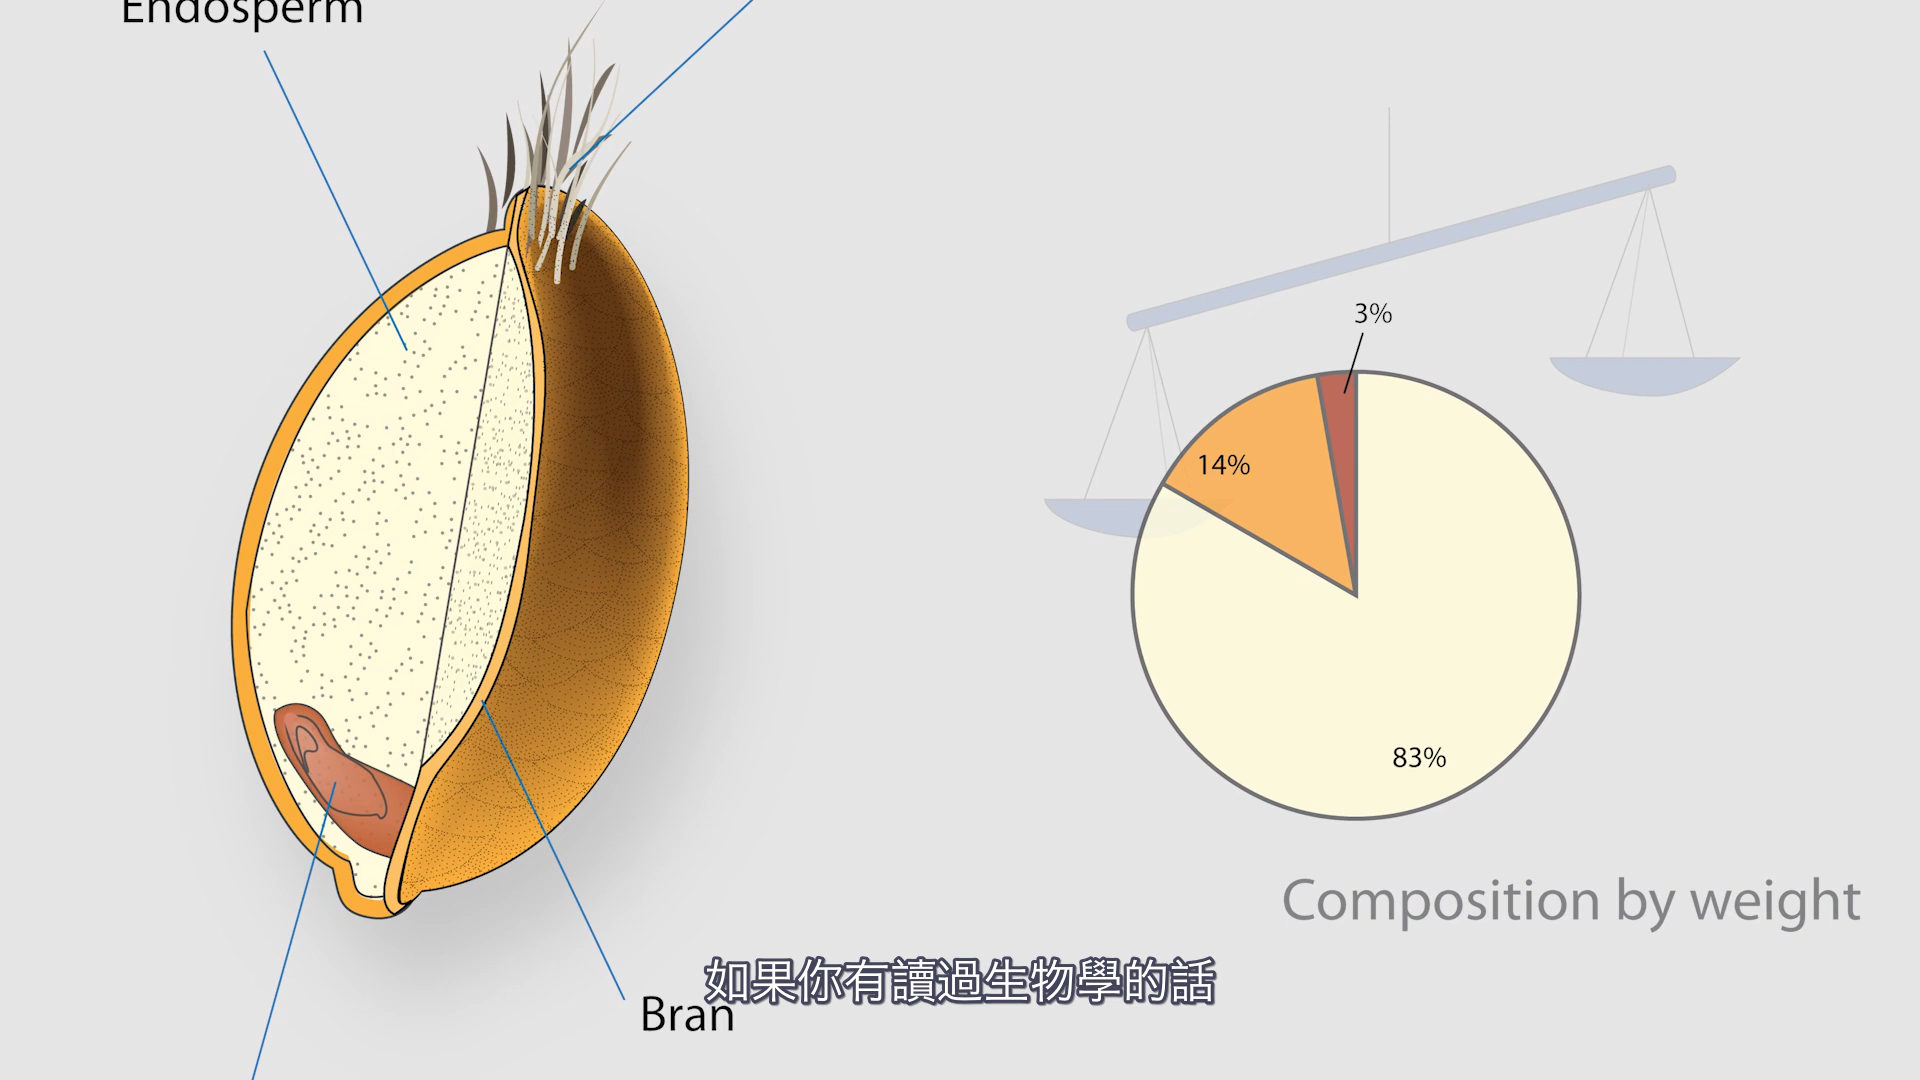 Endosperm
3%
14%
83%
Composition by weight
如果你有讀過生物學的話
Bran